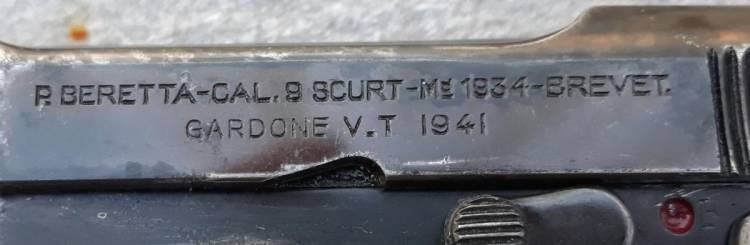 P. BERETTA-CAL. 9 SCURT-Mo 1934-BREVET.
GARDONE V.T 1941